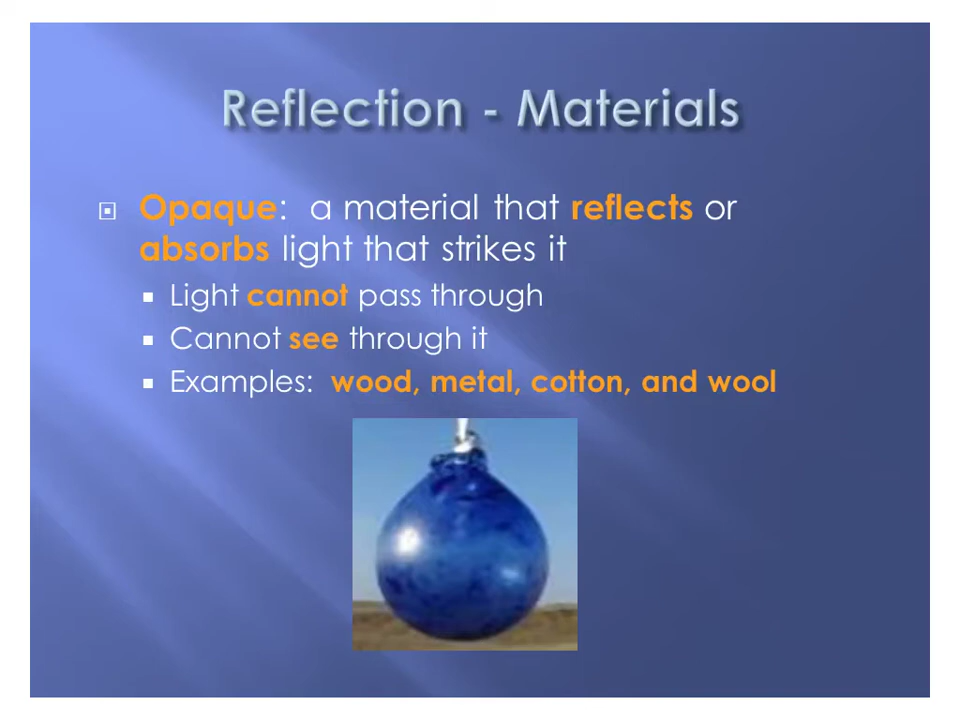 Reflection - Materials
Opaque: a material that reflects or
absorbs light that strikes it
Light cannot pass through
Cannot see through it
Examples: wood, metal, cotton, and wool